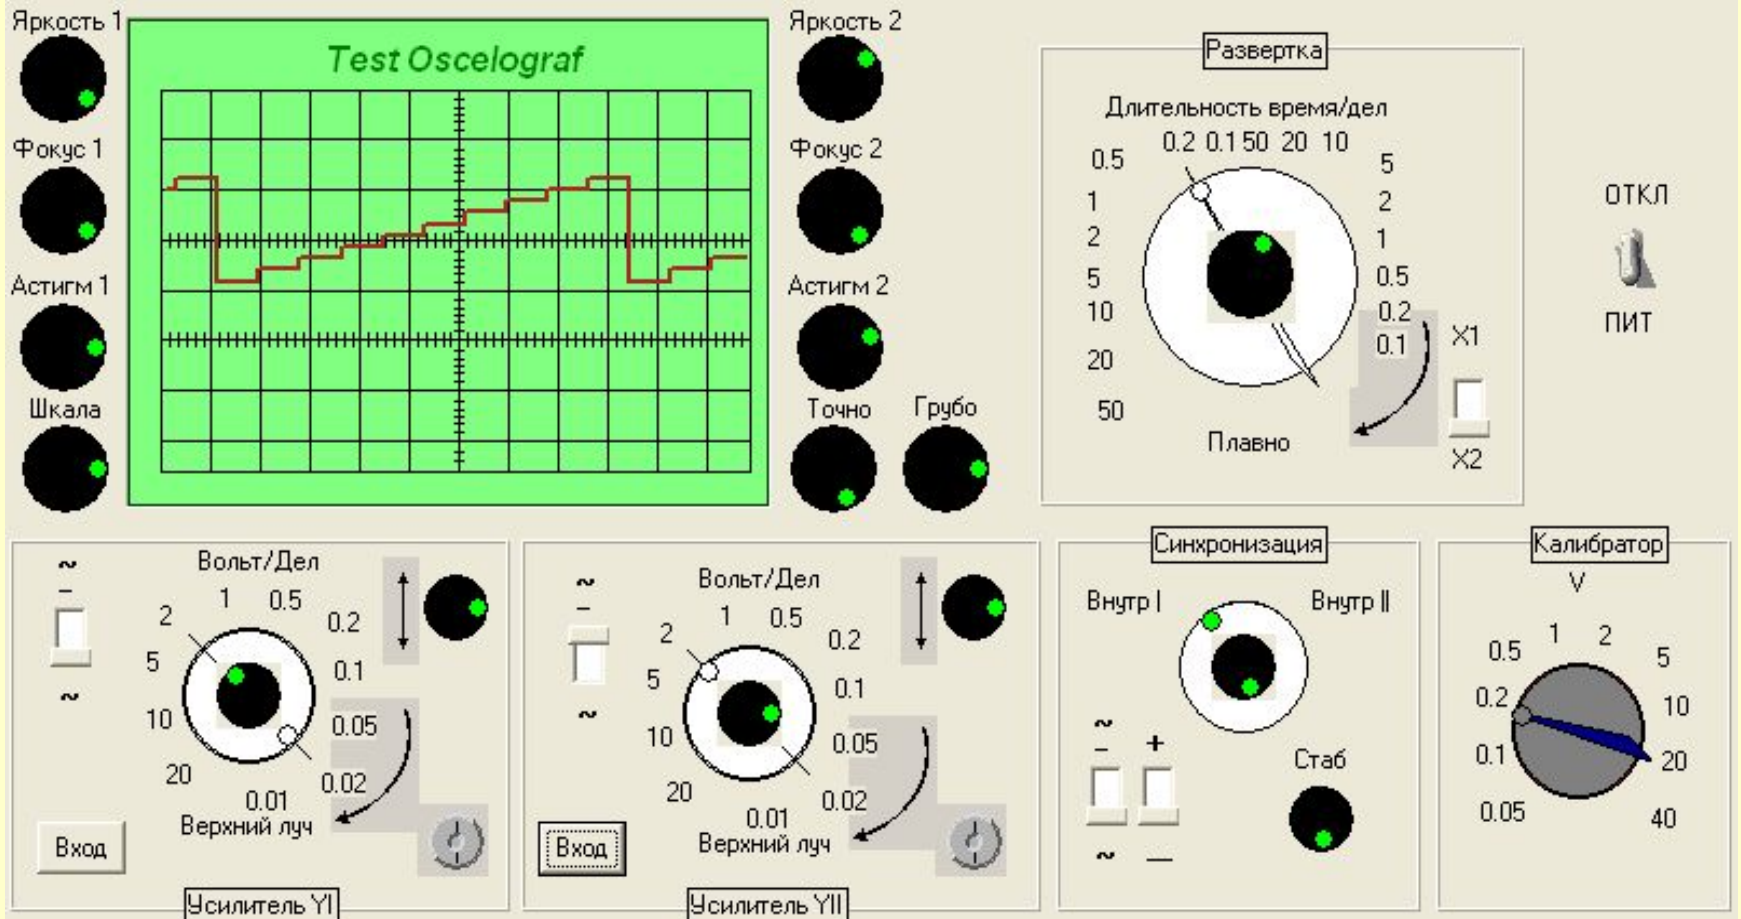 Яркость 1
Test Oscelograf
Яркость 2
Фокус 1
Фокус 2
Астигм 1
Астигм 2
Шкала
Точно Грубо
Развертка
Длительность время/дел
0.5 0.2 0.1 50 20 10 5
1 2
2 1
5 0.5
10 0.2
20 0.1
50
Плавно
X1
X2
ОТКЛ
ПИТ
~
-
~
Вольт/Дел
2 1 0.5 0.2
5 0.1
10 0.05
20 0.01 0.02
Верхний луч
Вход
Усилитель YI
~
-
~
Вольт/Дел
2 1 0.5 0.2
5 0.1
10 0.05
20 0.01 0.02
Верхний луч
Вход
Усилитель YII
Синхронизация
Внутр I Внутр II
~
- +
~ —
Стаб
Калибратор
V
0.5 1 2 5
0.2 10
0.1 20
0.05 40